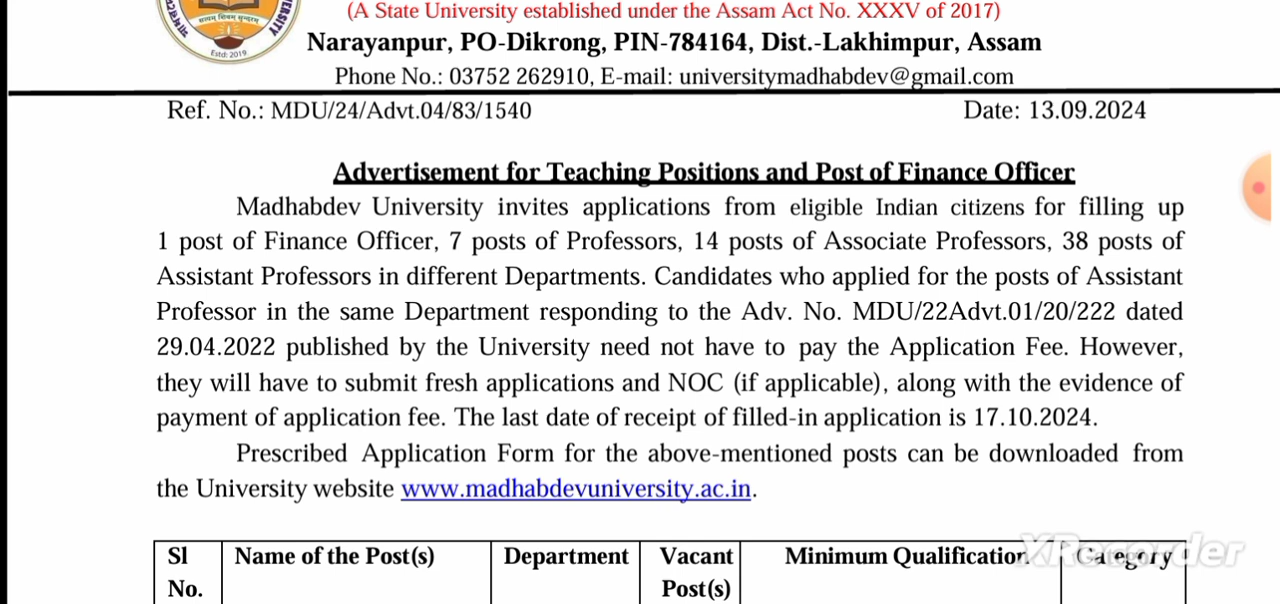 सत्यम् शिवम् सुन्दरम्
Estd: 2019
(A State University established under the Assam Act No. XXXV of 2017)
Narayanpur, PO-Dikrong, PIN-784164, Dist.-Lakhimpur, Assam
Phone No.: 03752 262910, E-mail: universitymadhabdev@gmail.com
Ref. No.: MDU/24/Advt.04/83/1540 Date: 13.09.2024
Advertisement for Teaching Positions and Post of Finance Officer
Madhabdev University invites applications from eligible Indian citizens for filling up
1 post of Finance Officer, 7 posts of Professors, 14 posts of Associate Professors, 38 posts of
Assistant Professors in different Departments. Candidates who applied for the posts of Assistant
Professor in the same Department responding to the Adv. No. MDU/22Advt.01/20/222 dated
29.04.2022 published by the University need not have to pay the Application Fee. However,
they will have to submit fresh applications and NOC (if applicable), along with the evidence of
payment of application fee. The last date of receipt of filled-in application is 17.10.2024.
Prescribed Application Form for the above-mentioned posts can be downloaded from
the University website www.madhabdevuniversity.ac.in.
Sl Name of the Post(s) Department Vacant Minimum Qualification Category
No. Post(s)
XRecorder